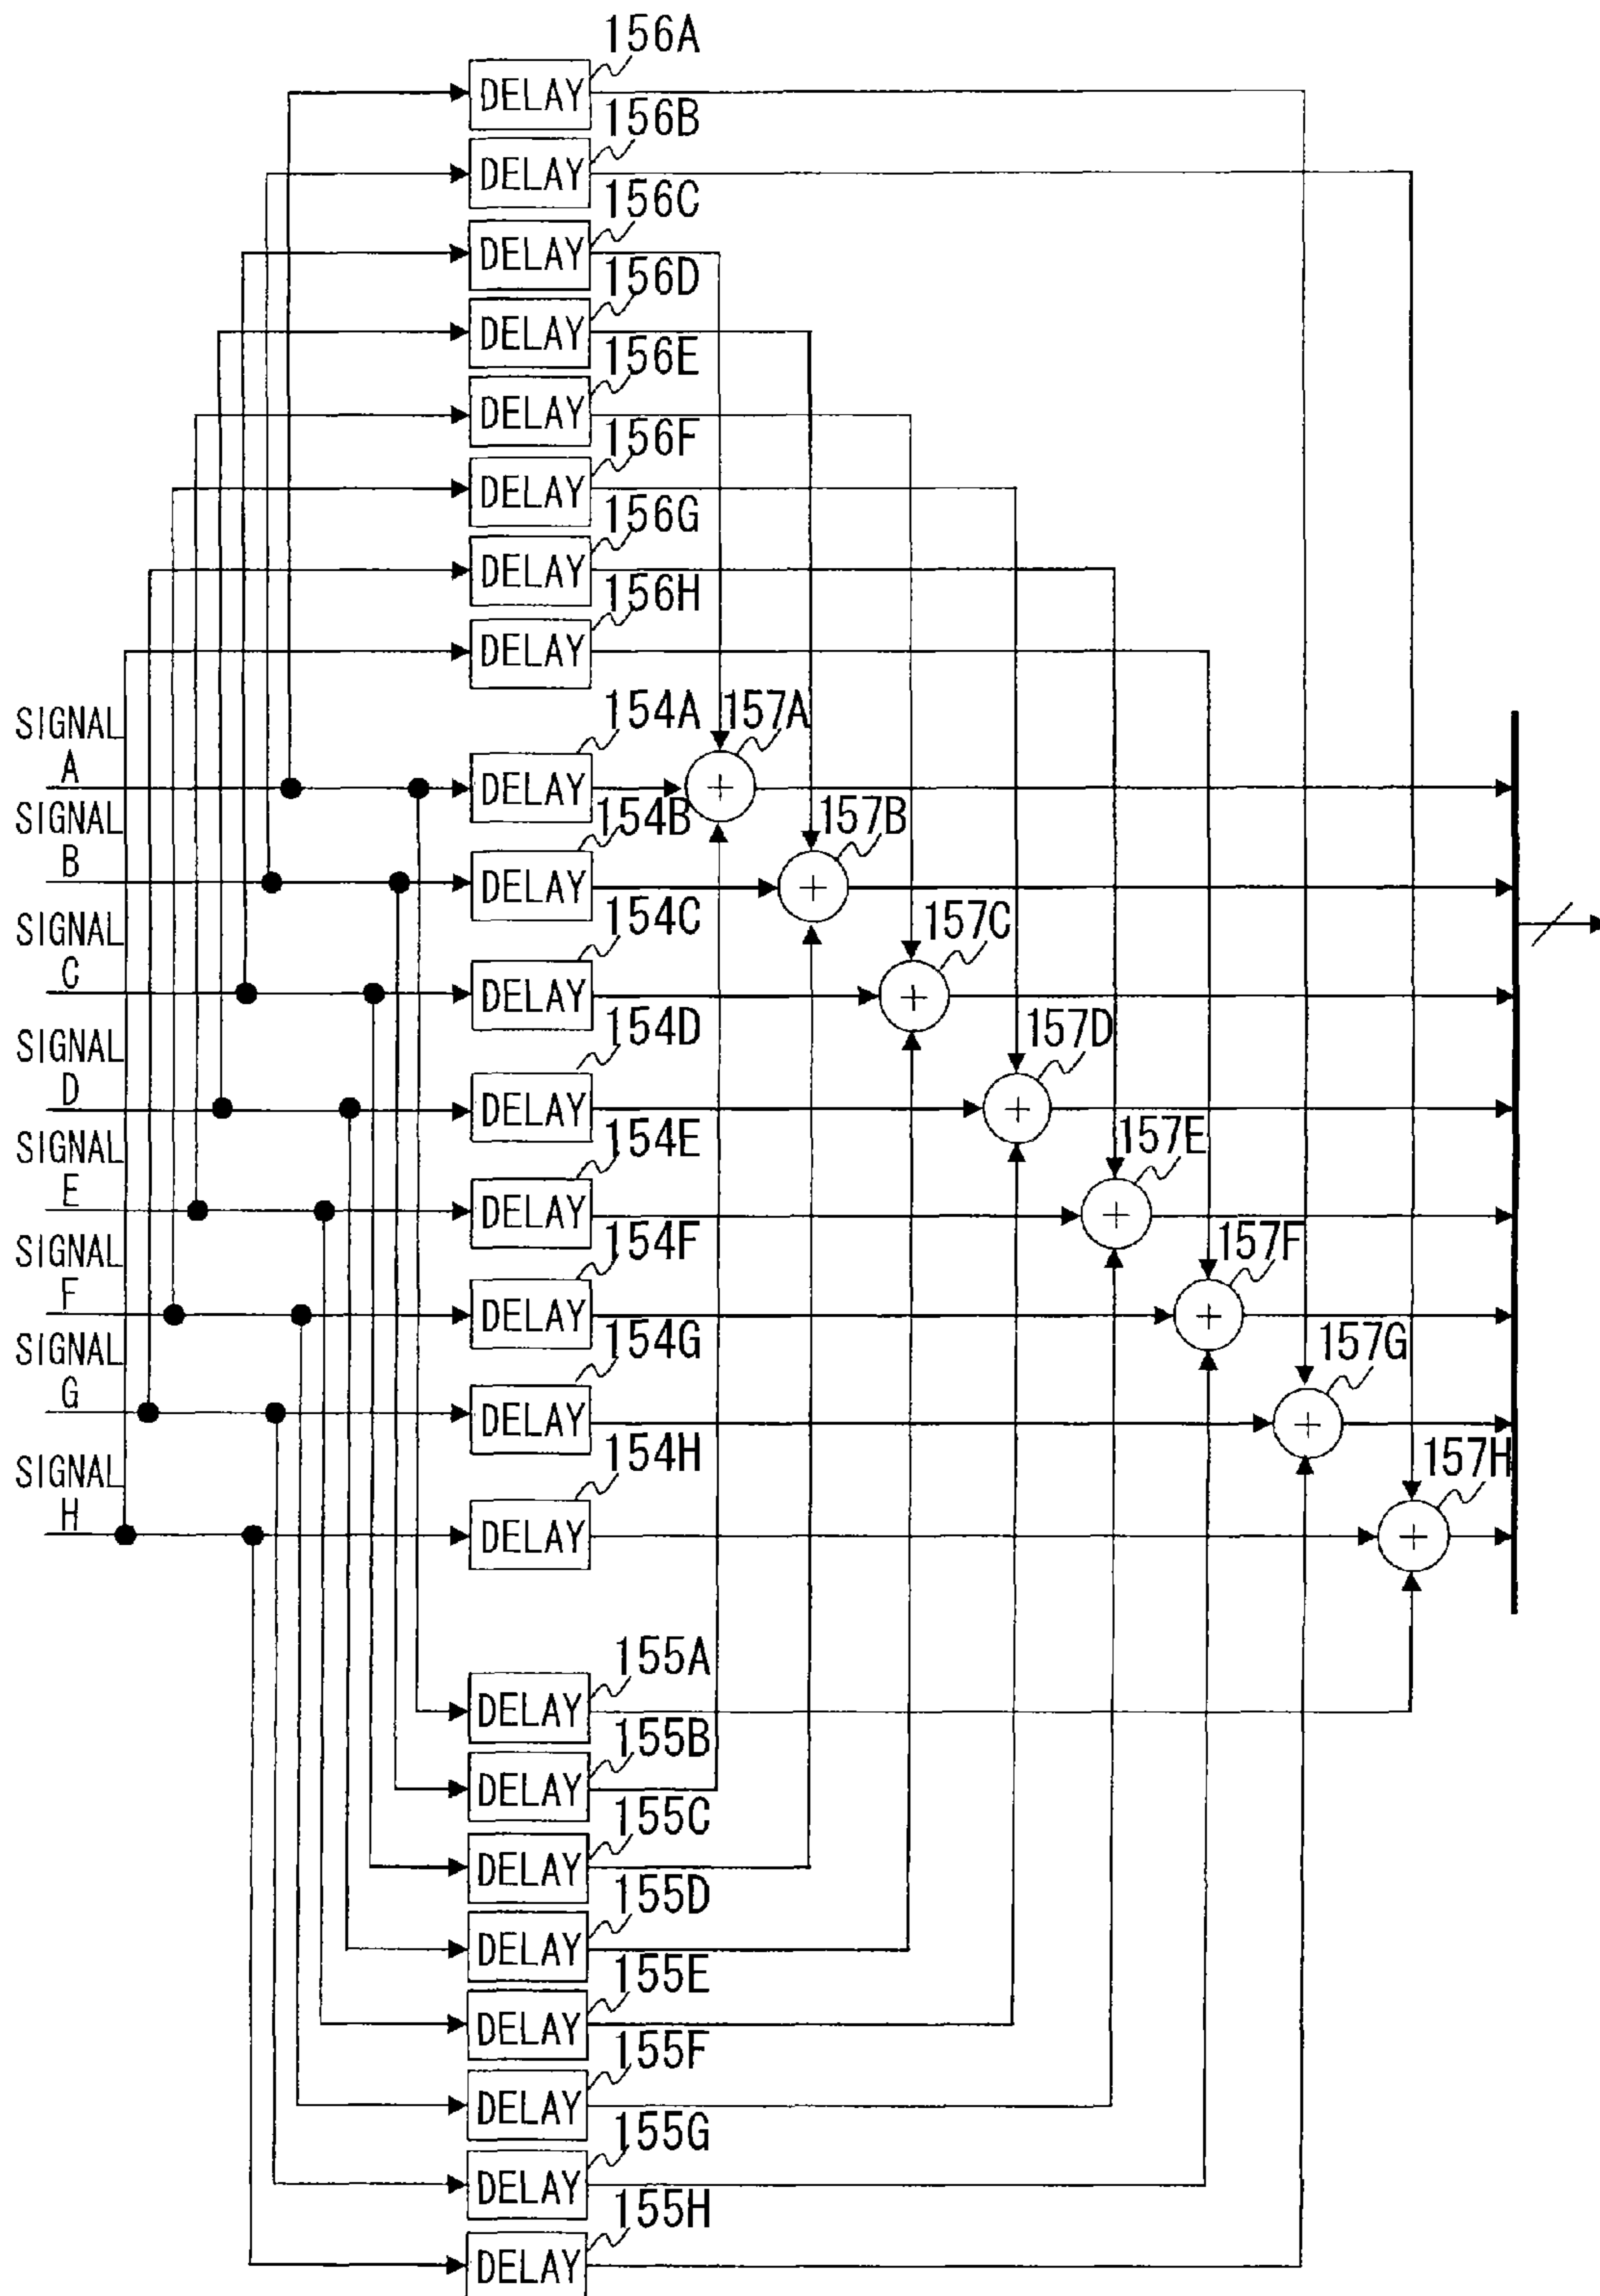 156A
DELAY
156B
DELAY
156C
DELAY
156D
DELAY
156E
DELAY
156F
DELAY
156G
DELAY
156H
DELAY
SIGNAL
A
154A
157A
DELAY
+
SIGNAL
B
154B
157B
DELAY
+
SIGNAL
C
154C
157C
DELAY
+
SIGNAL
D
154D
157D
DELAY
+
SIGNAL
E
154E
157E
DELAY
+
SIGNAL
F
154F
157F
DELAY
+
SIGNAL
G
154G
157G
DELAY
+
SIGNAL
H
154H
157H
DELAY
+
155A
DELAY
155B
DELAY
155C
DELAY
155D
DELAY
155E
DELAY
155F
DELAY
155G
DELAY
155H
DELAY